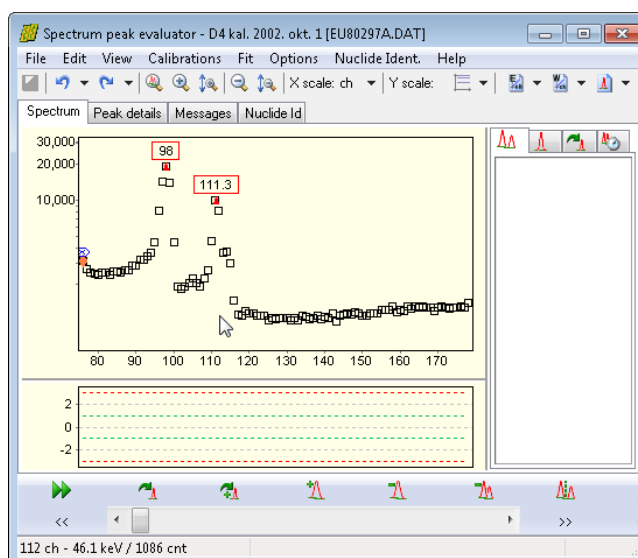 Spectrum peak evaluator - D4 kal. 2002. okt. 1 [EU80297A.DAT]
File Edit View Calibrations Fit Options Nuclide Ident. Help
X scale: ch Y scale:
Spectrum Peak details Messages Nuclide Id
30,000
20,000
10,000
98
111.3
80 90 100 110 120 130 140 150 160 170
2
0
-2
<< >>
112 ch - 46.1 keV / 1086 cnt